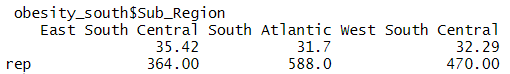 obesity_south$Sub_Region
East South Central South Atlantic West South Central
35.42 31.7 32.29
rep 364.00 588.0 470.00